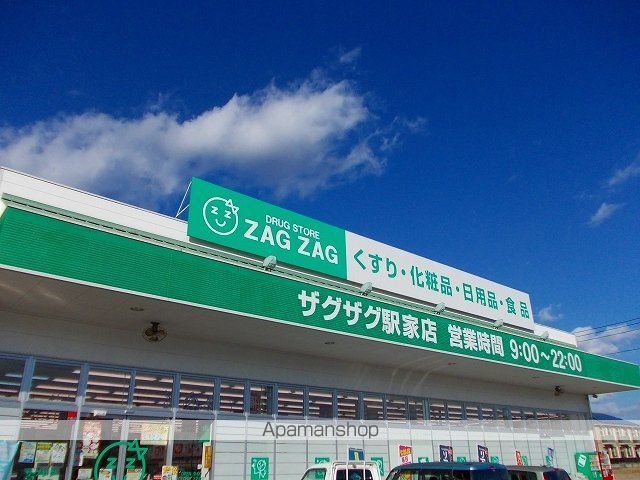 DRUG STORE
ZAG ZAG
くすり・化粧品・日用品・食品
ザグザグ駅家店 営業時間 9:00～22:00
Apamanshop